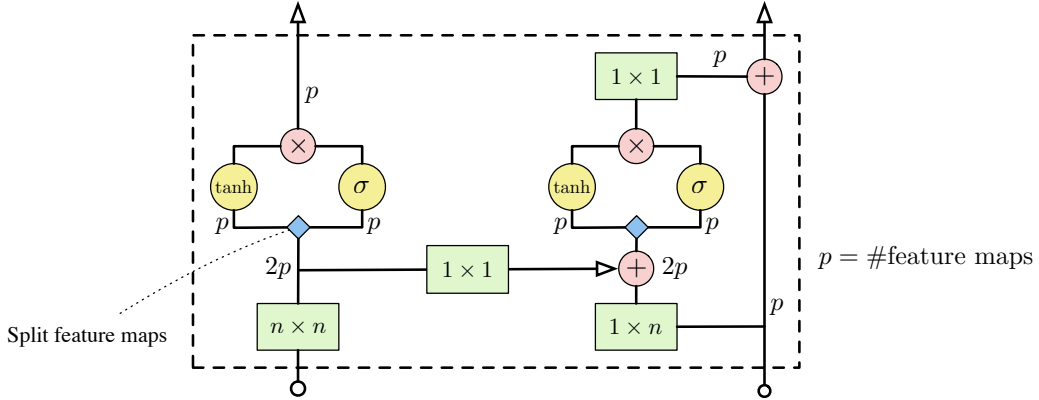 p
1 × 1
+
p
×
×
tanh
σ
tanh
σ
p
p
p
p
2p
1 × 1
+
2p
p = #feature maps
n × n
1 × n
p
Split feature maps